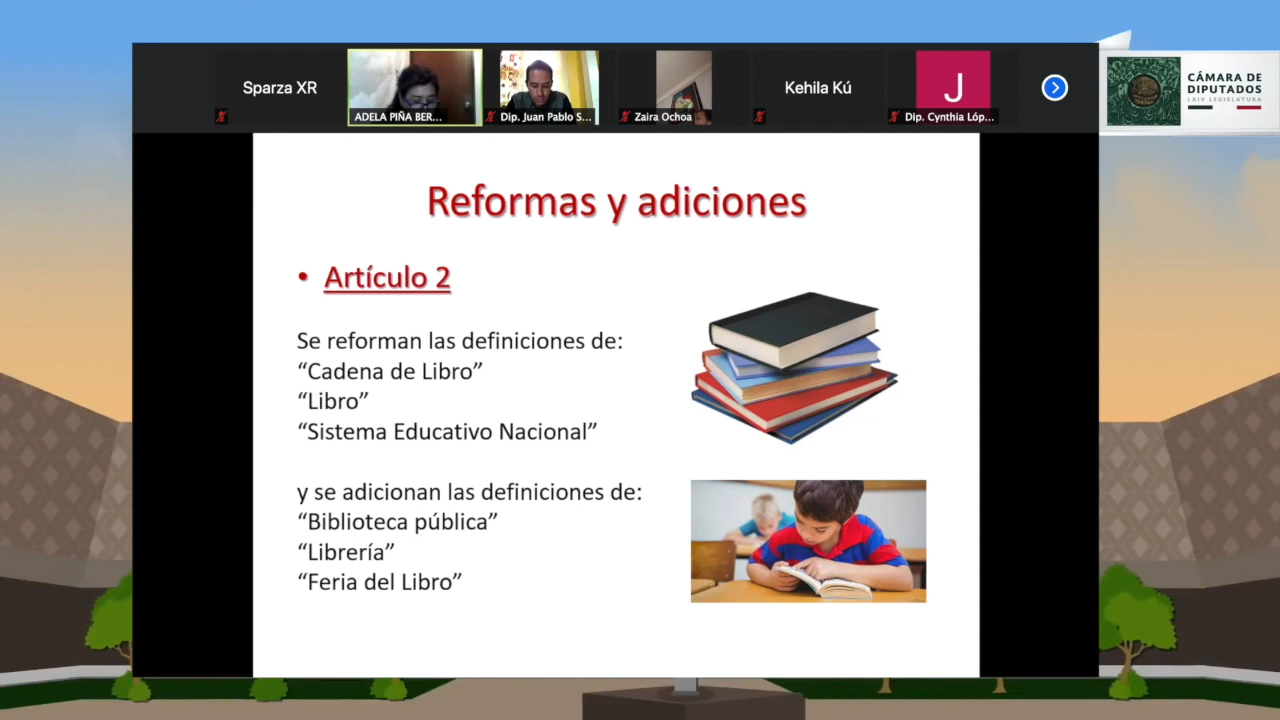 Sparza XR
ADELA PIÑA BER...
Dip. Juan Pablo S...
Zaira Ochoa
Kehila Kú
J
Dip. Cynthia Lóp...
CÁMARA DE
DIPUTADOS
LXIV LEGISLATURA
Reformas y adiciones
• Artículo 2
Se reforman las definiciones de:
“Cadena de Libro”
“Libro”
“Sistema Educativo Nacional”
y se adicionan las definiciones de:
“Biblioteca pública”
“Librería”
“Feria del Libro”